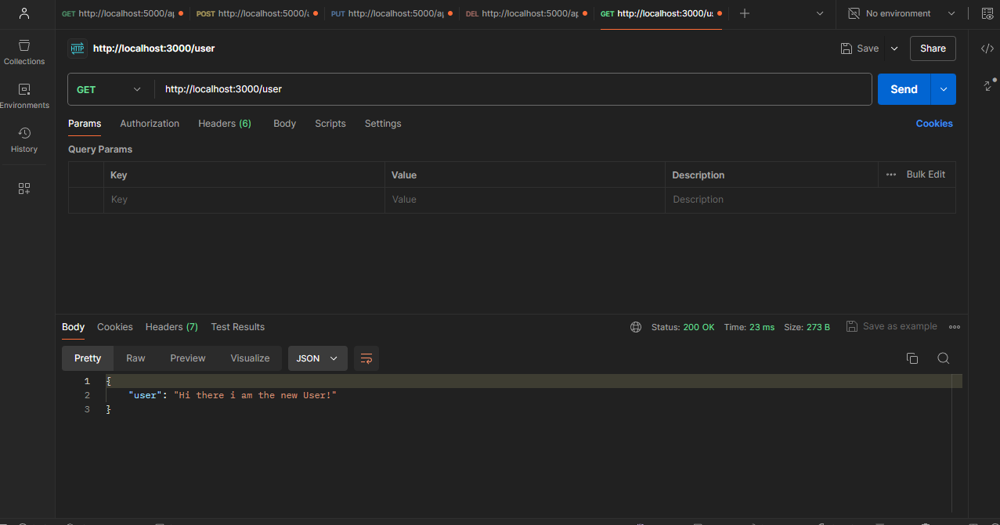 GET http://localhost:5000/ap
POST http://localhost:5000/a
PUT http://localhost:5000/ap
DEL http://localhost:5000/ap
GET http://localhost:3000/us
No environment
Collections
Environments
History
HTTP http://localhost:3000/user
Save
Share
GET http://localhost:3000/user
Send
Params Authorization Headers (6) Body Scripts Settings
Cookies
Query Params
Key Value Description ••• Bulk Edit
Key Value Description
Body Cookies Headers (7) Test Results
Status: 200 OK Time: 23 ms Size: 273 B
Save as example
Pretty Raw Preview Visualize JSON
1 {
2 "user": "Hi there i am the new User!"
3 }